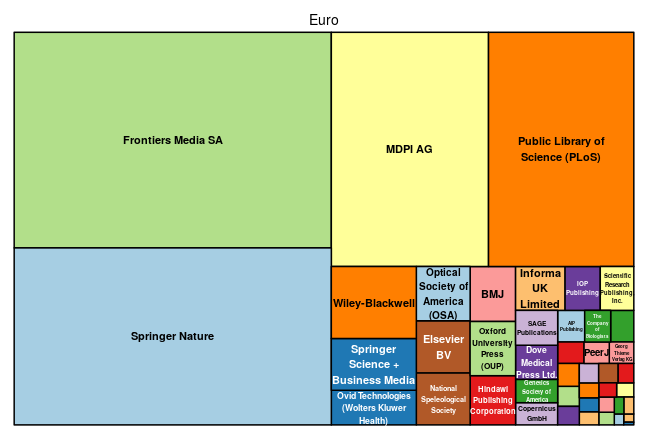 Euro
Frontiers Media SA
MDPI AG
Public Library of
Science (PLoS)
Springer Nature
Wiley-Blackwell
Springer
Science +
Business Media
Ovid Technologies
(Wolters Kluwer
Health)
Optical
Society of
America
(OSA)
Elsevier
BV
National
Speleological
Society
BMJ
Oxford
University
Press
(OUP)
Hindawi
Publishing
Corporation
Informa
UK
Limited
IOP
Publishing
Scientific
Research
Publishing
Inc.
SAGE
Publications
AIP
Publishing
The
Company
of
Biologists
Dove
Medical
Press Ltd.
PeerJ
Georg
Thieme
Verlag KG
Genetics
Society of
America
Copernicus
GmbH